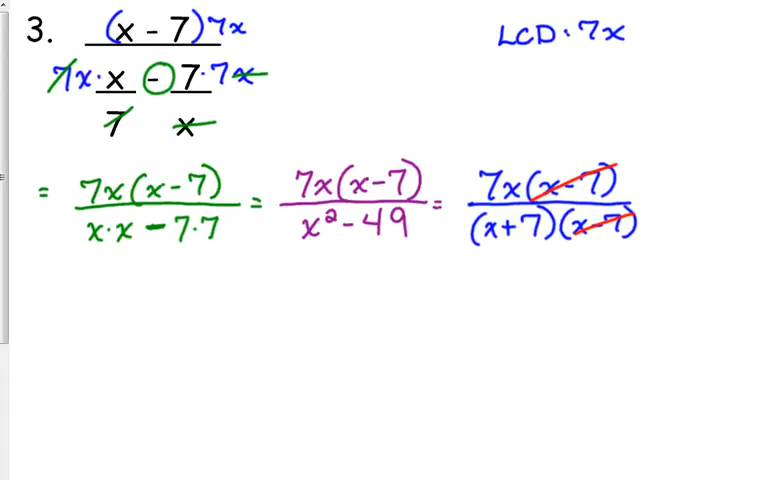 3. (x - 7) 7x LCD: 7x
7x · x - 7 · 7x
7 x
= 7x(x-7) = 7x(x-7) = 7x(x-7)
x·x - 7·7 x² - 49 (x+7)(x-7)